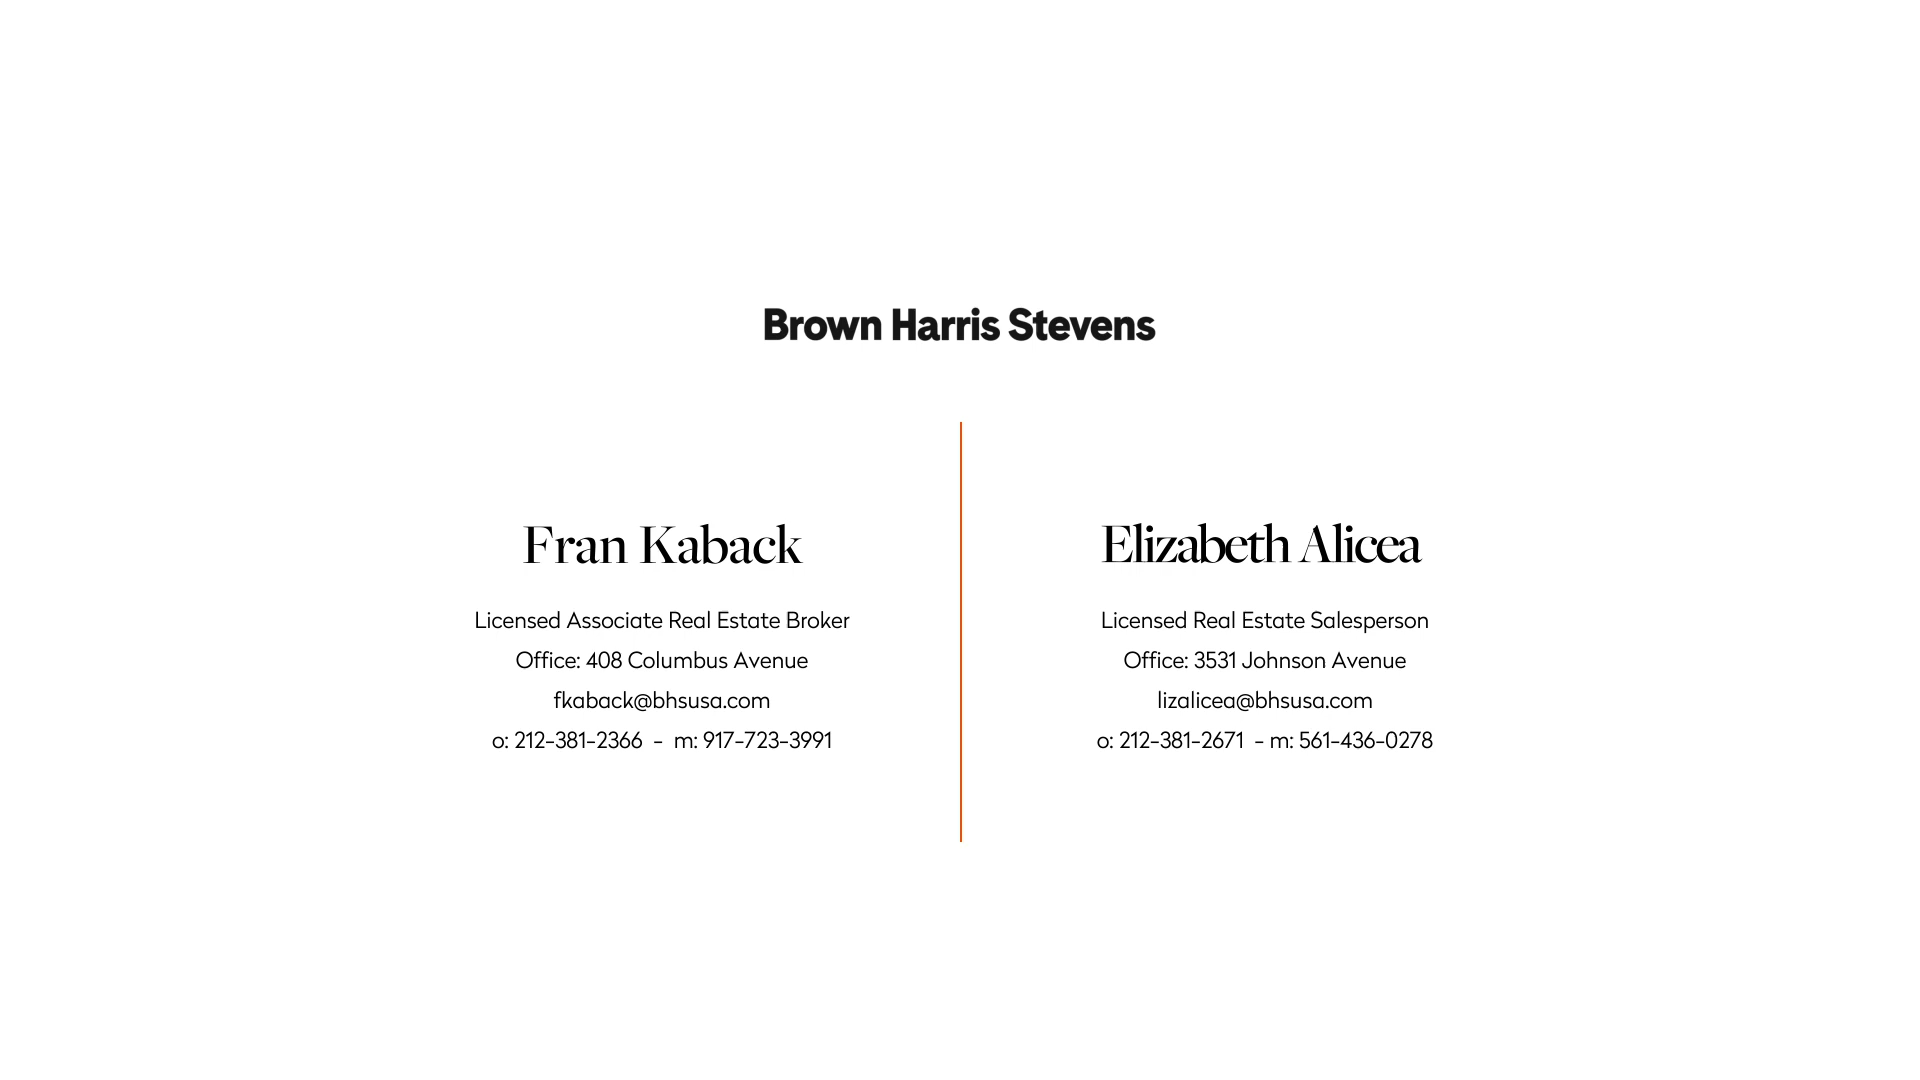 Brown Harris Stevens
Fran Kaback
Licensed Associate Real Estate Broker
Office: 408 Columbus Avenue
fkaback@bhsusa.com
o: 212-381-2366 - m: 917-723-3991
Elizabeth Alicea
Licensed Real Estate Salesperson
Office: 3531 Johnson Avenue
lizalicea@bhsusa.com
o: 212-381-2671 - m: 561-436-0278